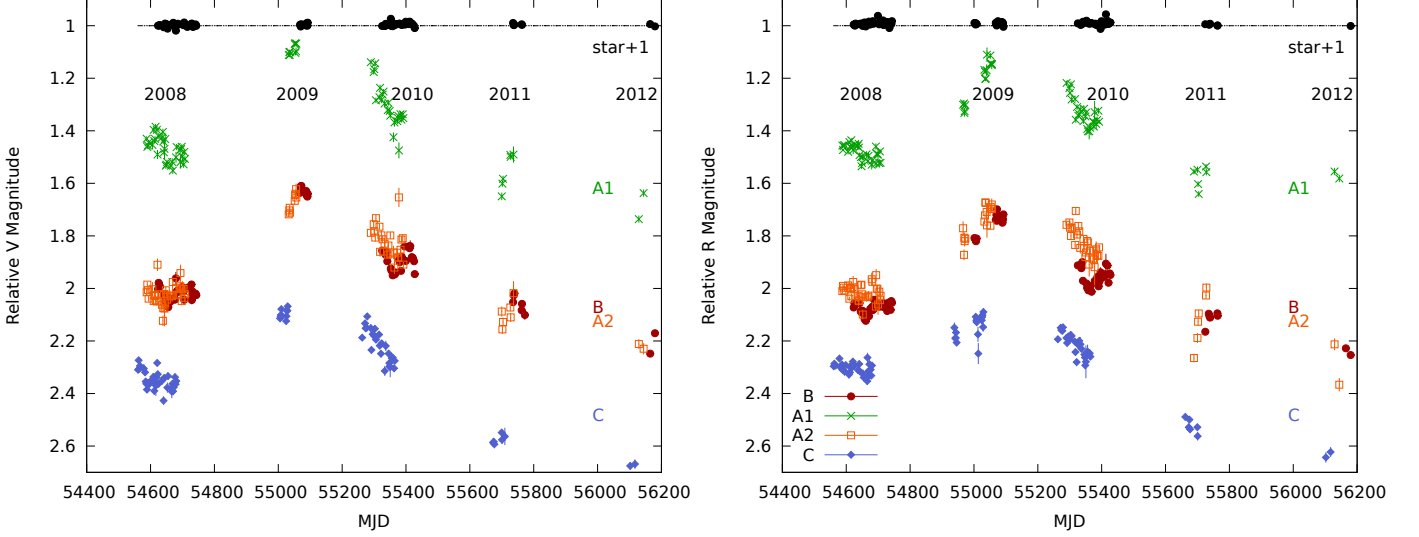 Relative V Magnitude
1
1.2
1.4
1.6
1.8
2
2.2
2.4
2.6
star+1
2008
2009
2010
2011
2012
A1
B
A2
C
54400 54600 54800 55000 55200 55400 55600 55800 56000 56200
MJD
Relative R Magnitude
1
1.2
1.4
1.6
1.8
2
2.2
2.4
2.6
star+1
2008
2009
2010
2011
2012
A1
B
A2
C
B
A1
A2
C
54400 54600 54800 55000 55200 55400 55600 55800 56000 56200
MJD